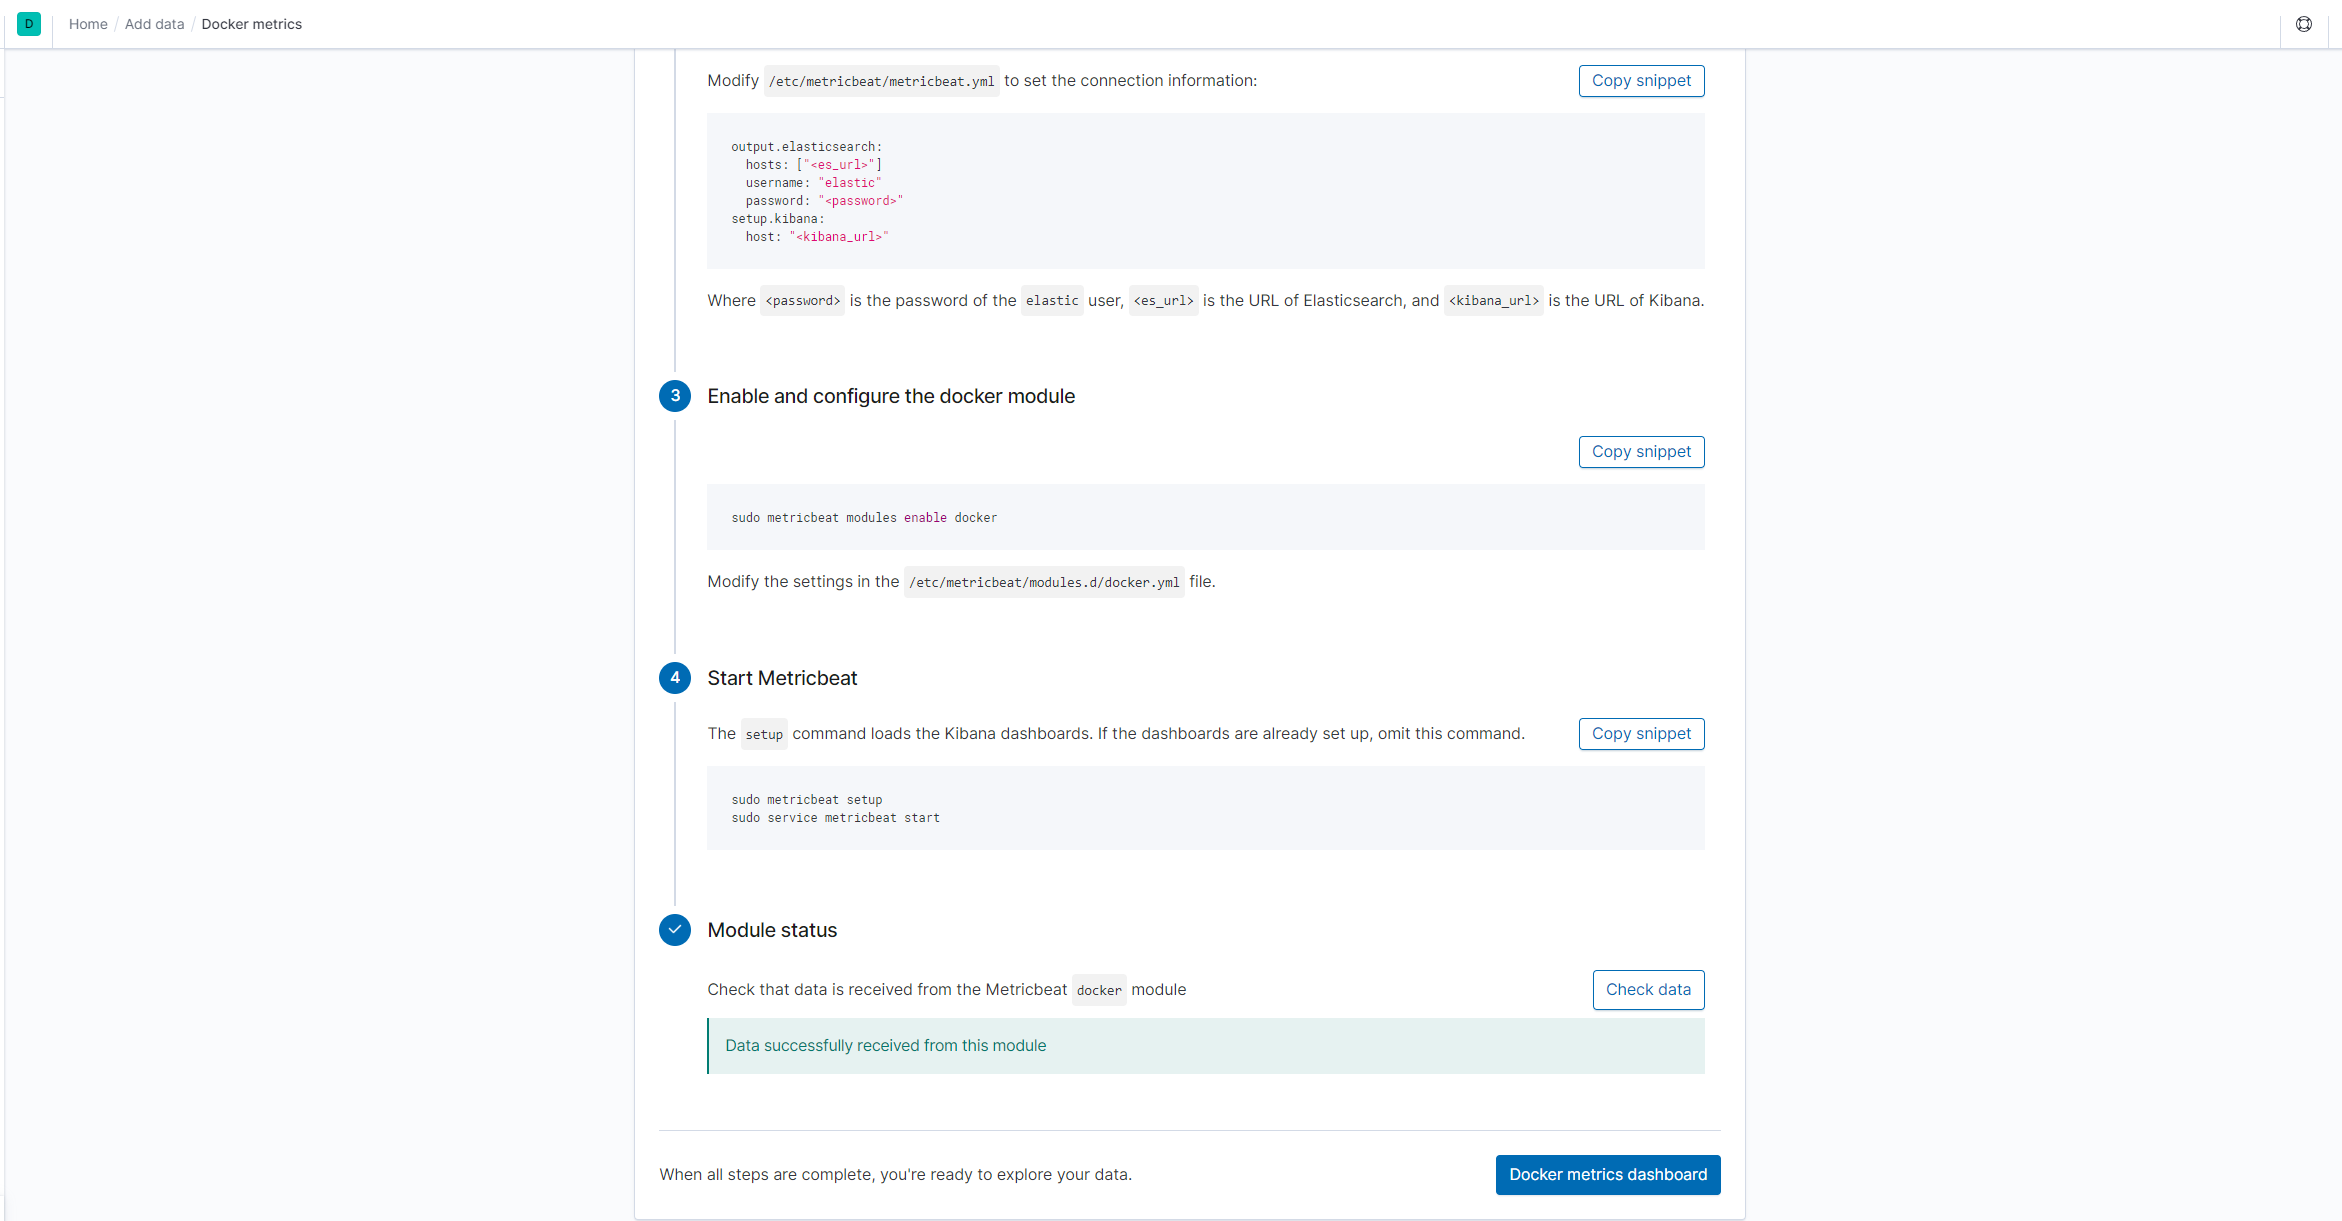 D Home / Add data / Docker metrics
Modify /etc/metricbeat/metricbeat.yml to set the connection information:
Copy snippet
output.elasticsearch:
  hosts: ["<es_url>"]
  username: "elastic"
  password: "<password>"
setup.kibana:
  host: "<kibana_url>"
Where <password> is the password of the elastic user, <es_url> is the URL of Elasticsearch, and <kibana_url> is the URL of Kibana.
3 Enable and configure the docker module
Copy snippet
sudo metricbeat modules enable docker
Modify the settings in the /etc/metricbeat/modules.d/docker.yml file.
4 Start Metricbeat
The setup command loads the Kibana dashboards. If the dashboards are already set up, omit this command.
Copy snippet
sudo metricbeat setup
sudo service metricbeat start
Module status
Check that data is received from the Metricbeat docker module
Check data
Data successfully received from this module
When all steps are complete, you're ready to explore your data.
Docker metrics dashboard